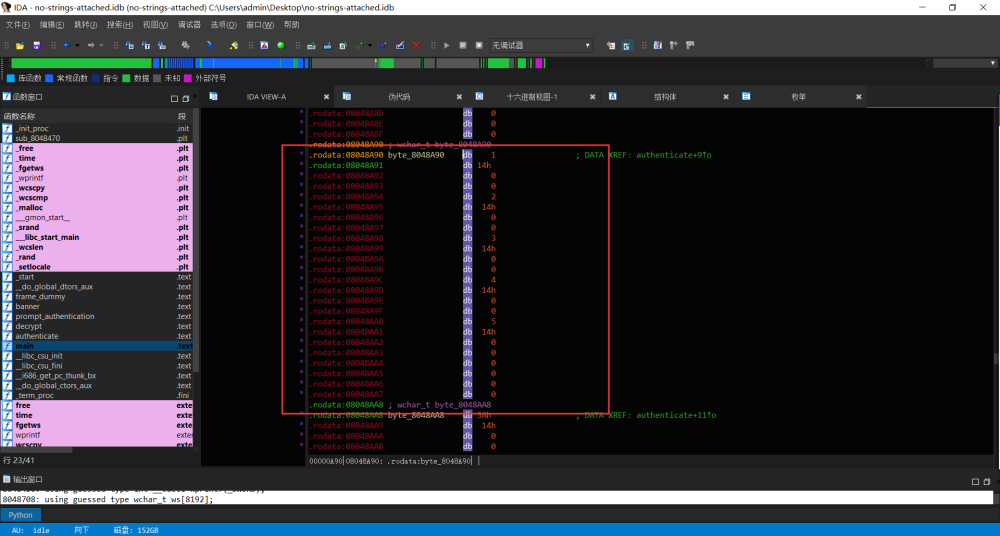 IDA - no-strings-attached.idb (no-strings-attached) C:\Users\admin\Desktop\no-strings-attached.idb
文件(F) 编辑(E) 跳转(J) 搜索(H) 视图(V) 调试器 选项(O) 窗口(W) 帮助
无调试器
库函数 常规函数 指令 数据 未知 外部符号
函数窗口
函数名称 段
_init_proc .init
sub_8048470 .plt
_free .plt
_time .plt
_fgetws .plt
_wprintf .plt
_wcscpy .plt
_wcscmp .plt
_malloc .plt
___gmon_start__ .plt
_srand .plt
___libc_start_main .plt
_wcslen .plt
_rand .plt
_setlocale .plt
_start .text
__do_global_dtors_aux .text
frame_dummy .text
banner .text
prompt_authentication .text
decrypt .text
authenticate .text
main .text
__libc_csu_init .text
__libc_csu_fini .text
__i686_get_pc_thunk_bx .text
__do_global_ctors_aux .text
_term_proc .fini
free exte
time exte
fgetws exte
wprintf exte
wcscpy exte
行 23/41
IDA VIEW-A 伪代码 十六进制视图-1 结构体 枚举
.rodata:08048A8D db 0
.rodata:08048A8E db 0
.rodata:08048A8F db 0
.rodata:08048A90 ; wchar_t byte_8048A90
.rodata:08048A90 byte_8048A90 db 1 ; DATA XREF: authenticate+9↑o
.rodata:08048A91 db 14h
.rodata:08048A92 db 0
.rodata:08048A93 db 0
.rodata:08048A94 db 2
.rodata:08048A95 db 14h
.rodata:08048A96 db 0
.rodata:08048A97 db 0
.rodata:08048A98 db 3
.rodata:08048A99 db 14h
.rodata:08048A9A db 0
.rodata:08048A9B db 0
.rodata:08048A9C db 4
.rodata:08048A9D db 14h
.rodata:08048A9E db 0
.rodata:08048A9F db 0
.rodata:08048AA0 db 5
.rodata:08048AA1 db 14h
.rodata:08048AA2 db 0
.rodata:08048AA3 db 0
.rodata:08048AA4 db 0
.rodata:08048AA5 db 0
.rodata:08048AA6 db 0
.rodata:08048AA7 db 0
.rodata:08048AA8 ; wchar_t byte_8048AA8
.rodata:08048AA8 byte_8048AA8 db 3Ah ; DATA XREF: authenticate+11↑o
.rodata:08048AA9 db 14h
.rodata:08048AAA db 0
.rodata:08048AAB db 0
00000A90 08048A90: .rodata:byte_8048A90
输出窗口
8048708: using guessed type wchar_t ws[8192];
Python
AU: idle 向下 磁盘: 152GB